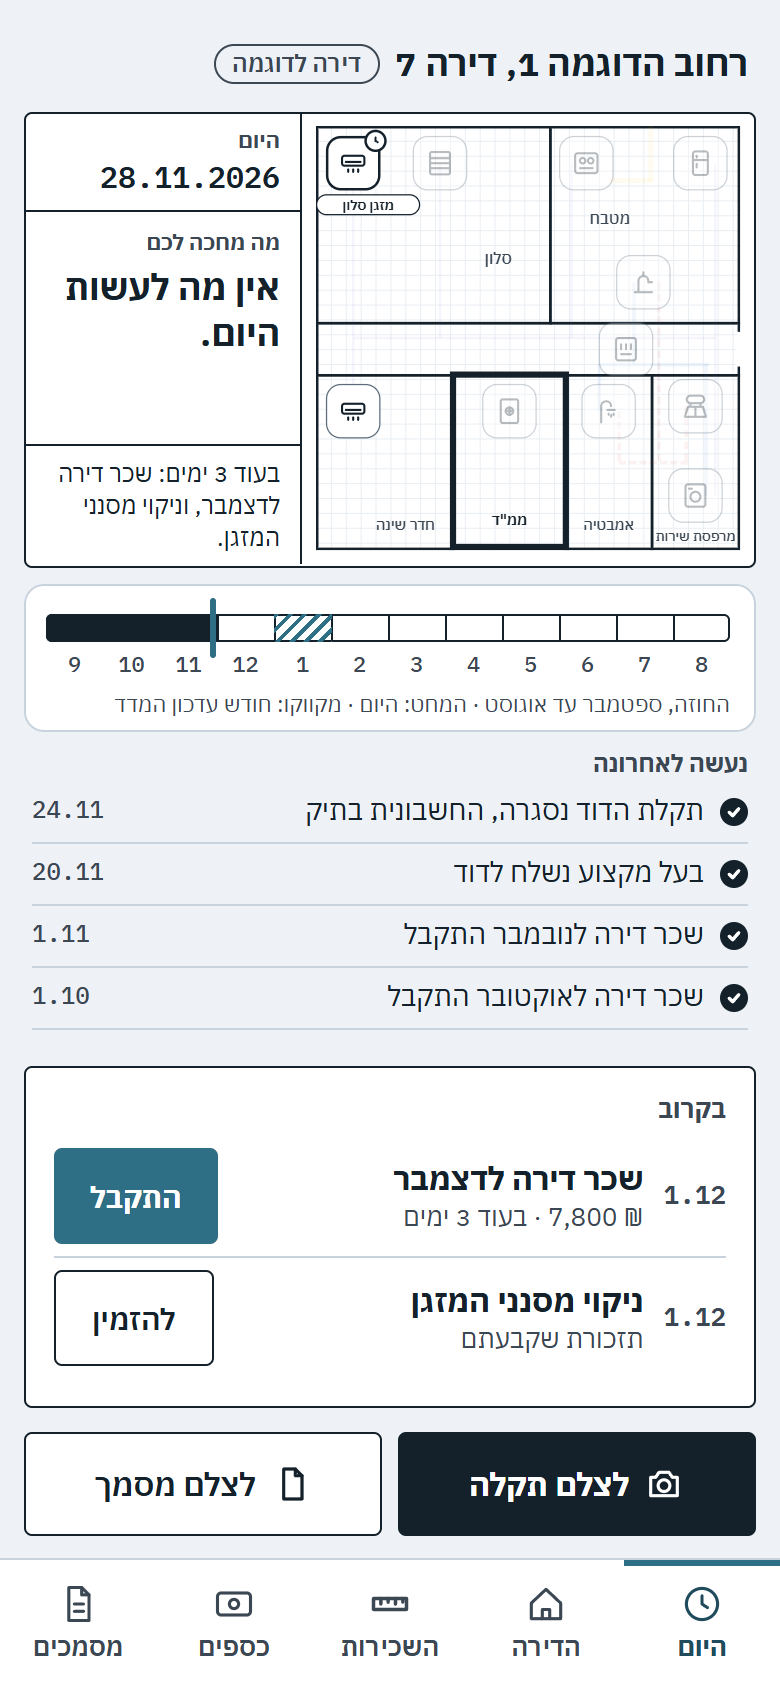 רחוב הדוגמה 1, דירה 7
דירה לדוגמה
מזגן סלון
סלון
מטבח
חדר שינה
ממ"ד
אמבטיה
מרפסת שירות
היום
28.11.2026
מה מחכה לכם
אין מה לעשות
היום.
בעוד 3 ימים: שכר דירה
לדצמבר, וניקוי מסנני
המזגן.
9 10 11 12 1 2 3 4 5 6 7 8
החוזה, ספטמבר עד אוגוסט · המחט: היום · מקווקו: חודש עדכון המדד
נעשה לאחרונה
תקלת הדוד נסגרה, החשבונית בתיק 24.11
בעל מקצוע נשלח לדוד 20.11
שכר דירה לנובמבר התקבל 1.11
שכר דירה לאוקטובר התקבל 1.10
בקרוב
1.12 שכר דירה לדצמבר
₪ 7,800 · בעוד 3 ימים
התקבל
1.12 ניקוי מסנני המזגן
תזכורת שקבעתם
להזמין
לצלם תקלה
לצלם מסמך
היום
הדירה
השכירות
כספים
מסמכים